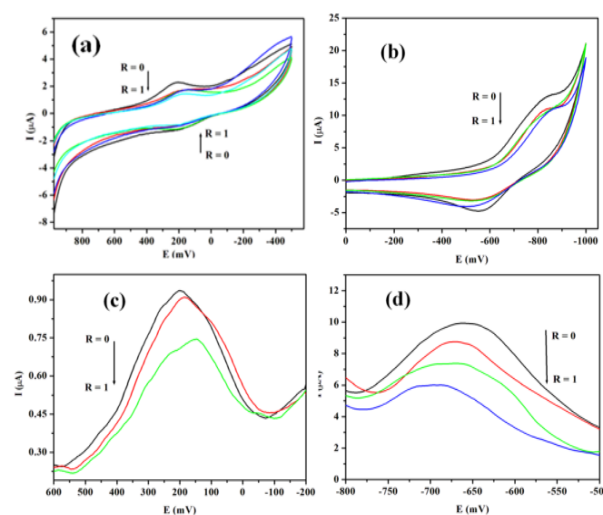 (a)
R = 0
R = 1
R = 1
R = 0
I (µA)
6
4
2
0
-2
-4
-6
-8
800 600 400 200 0 -200 -400
E (mV)
(b)
R = 0
R = 1
I (µA)
25
20
15
10
5
0
-5
0 -200 -400 -600 -800 -1000
E (mV)
(c)
R = 0
R = 1
I (µA)
0.90
0.75
0.60
0.45
0.30
600 500 400 300 200 100 0 -100 -200
E (mV)
(d)
R = 0
R = 1
12
10
8
6
4
2
0
-800 -750 -700 -650 -600 -550 -500
E (mV)